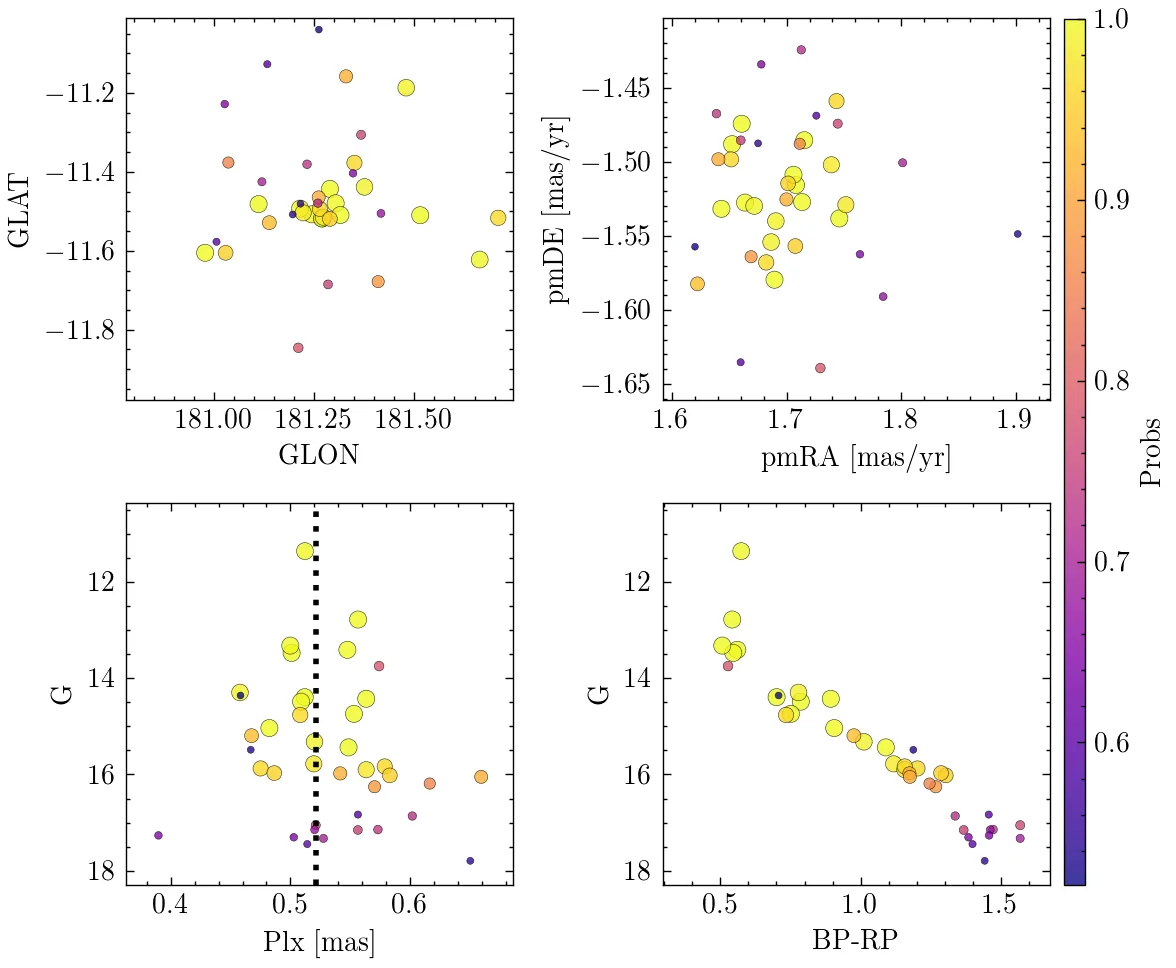 GLAT
−11.2
−11.4
−11.6
−11.8
181.00 181.25 181.50
GLON
pmDE [mas/yr]
−1.45
−1.50
−1.55
−1.60
−1.65
1.6 1.7 1.8 1.9
pmRA [mas/yr]
G
12
14
16
18
0.4 0.5 0.6
Plx [mas]
G
12
14
16
18
0.5 1.0 1.5
BP-RP
1.0
0.9
0.8
0.7
0.6
Probs